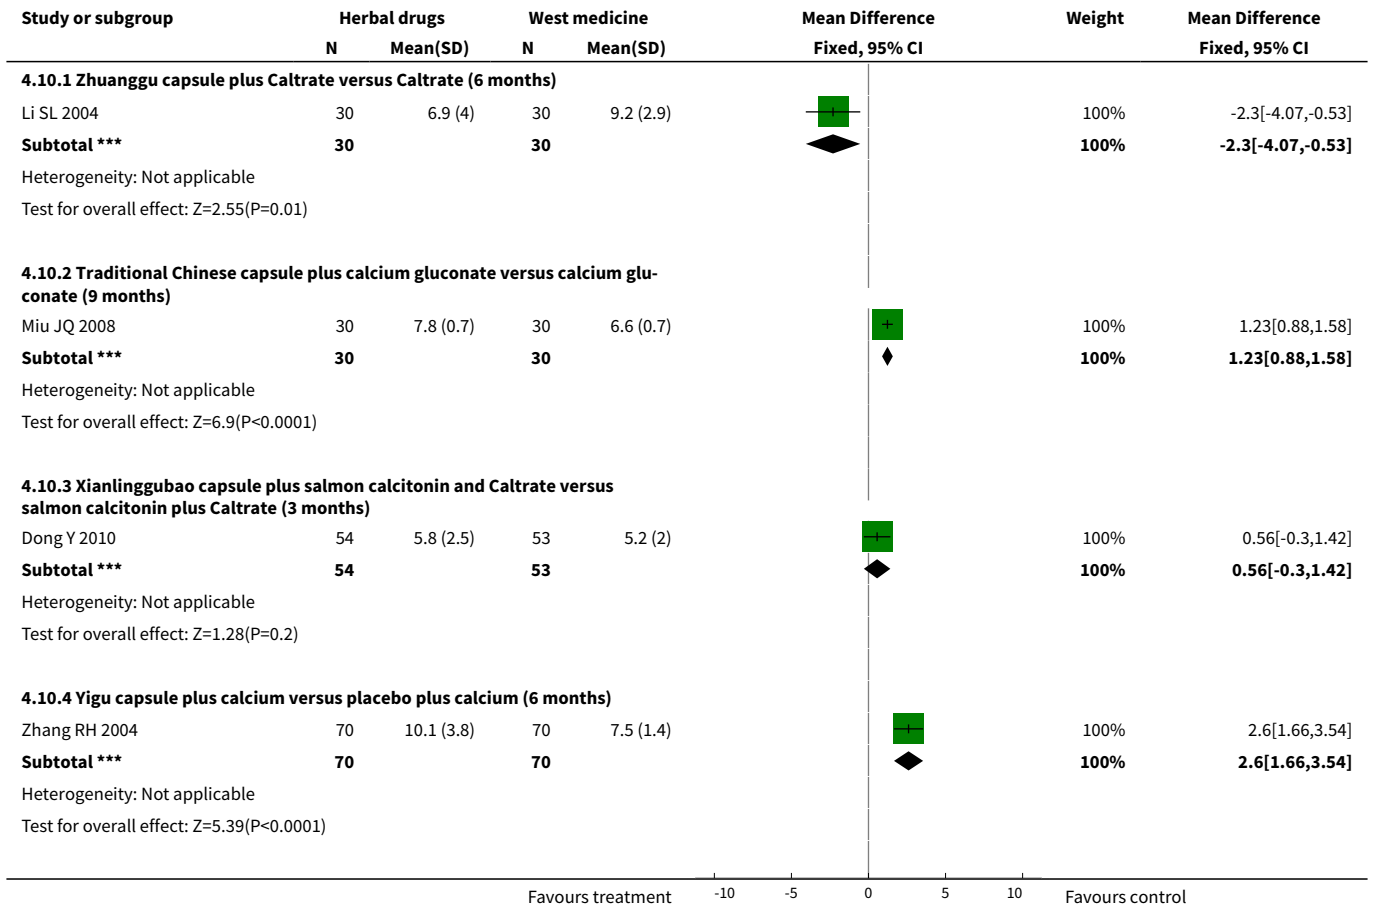 Study or subgroup Herbal drugs West medicine Mean Difference Weight Mean Difference
N Mean(SD) N Mean(SD) Fixed, 95% CI Fixed, 95% CI
4.10.1 Zhuanggu capsule plus Caltrate versus Caltrate (6 months)
Li SL 2004 30 6.9 (4) 30 9.2 (2.9) 100% -2.3[-4.07,-0.53]
Subtotal *** 30 30 100% -2.3[-4.07,-0.53]
Heterogeneity: Not applicable
Test for overall effect: Z=2.55(P=0.01)
4.10.2 Traditional Chinese capsule plus calcium gluconate versus calcium glu-
conate (9 months)
Miu JQ 2008 30 7.8 (0.7) 30 6.6 (0.7) 100% 1.23[0.88,1.58]
Subtotal *** 30 30 100% 1.23[0.88,1.58]
Heterogeneity: Not applicable
Test for overall effect: Z=6.9(P<0.0001)
4.10.3 Xianlinggubao capsule plus salmon calcitonin and Caltrate versus
salmon calcitonin plus Caltrate (3 months)
Dong Y 2010 54 5.8 (2.5) 53 5.2 (2) 100% 0.56[-0.3,1.42]
Subtotal *** 54 53 100% 0.56[-0.3,1.42]
Heterogeneity: Not applicable
Test for overall effect: Z=1.28(P=0.2)
4.10.4 Yigu capsule plus calcium versus placebo plus calcium (6 months)
Zhang RH 2004 70 10.1 (3.8) 70 7.5 (1.4) 100% 2.6[1.66,3.54]
Subtotal *** 70 70 100% 2.6[1.66,3.54]
Heterogeneity: Not applicable
Test for overall effect: Z=5.39(P<0.0001)
Favours treatment -10 -5 0 5 10 Favours control